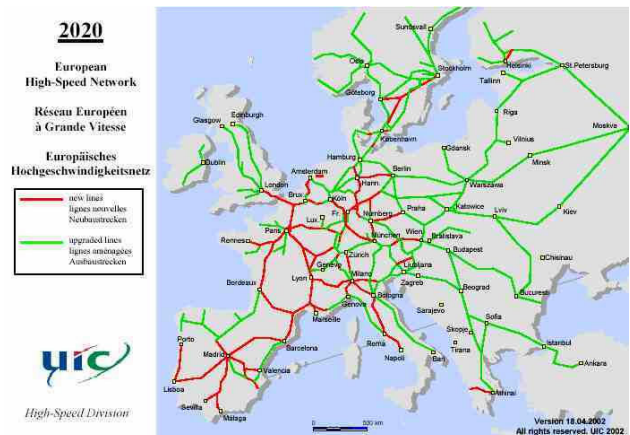 2020
European
High-Speed Network
Réseau Européen
à Grande Vitesse
Europäisches
Hochgeschwindigkeitsnetz
new lines
lignes nouvelles
Neubaustrecken
upgraded lines
lignes aménagées
Ausbaustrecken
uic
High-Speed Division
Sundsvall
Oslo
Stockholm
Helsinki
St.Petersburg
Tallinn
Göteborg
Riga
Moskva
Glasgow
Edinburgh
København
Vilnius
Dublin
Hamburg
Gdansk
Minsk
Amsterdam
Berlin
London
Hann.
Warszawa
Brux.
Köln
Kiev
Lux.
Fr.
Praha
Katowice
Lviv
Paris
Nürnberg
Rennes
München
Wien
Bratislava
Chisinau
Zürich
Budapest
Genève
Ljubljana
Lyon
Milano
Zagreb
Bordeaux
Bologna
Beograd
Bucuresti
Genova
Marseille
Sarajevo
Sofia
Porto
Skopje
Istanbul
Roma
Barcelona
Tirana
Ankara
Madrid
Napoli
Bari
Valencia
Lisboa
Athinai
Sevilla
Málaga
0
500 km
Version 18.04.2002
All rights reserved. UIC 2002